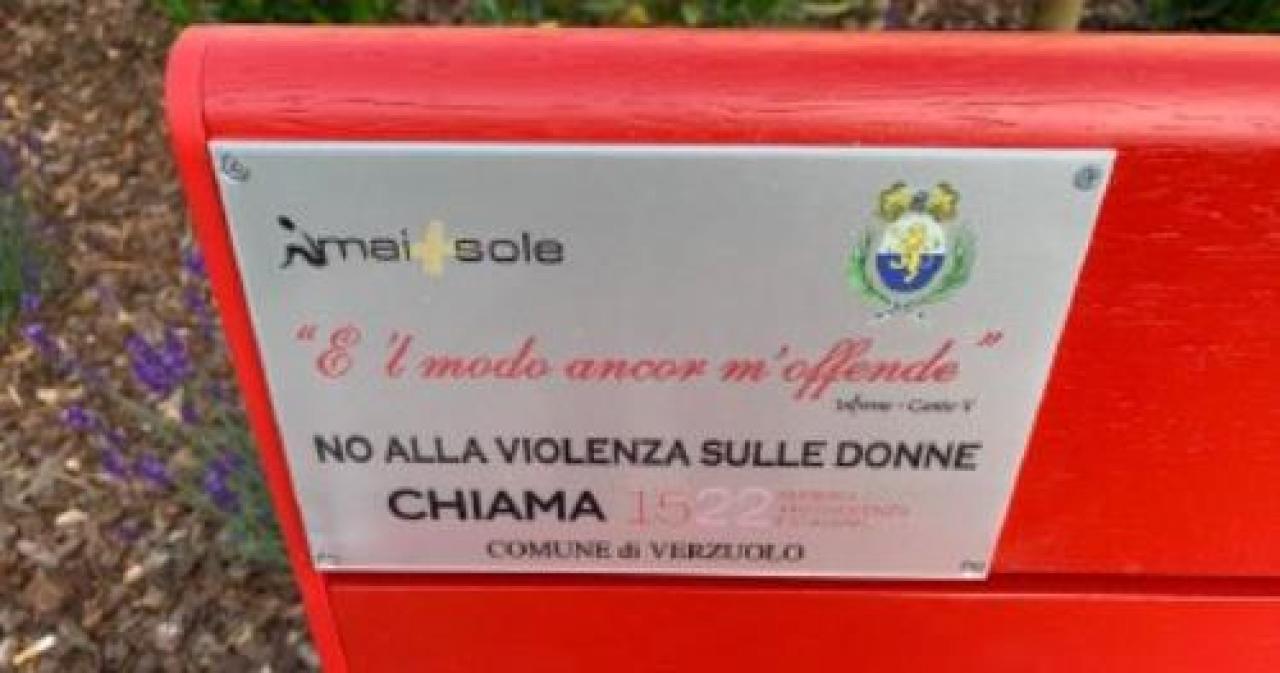 mai+sole
“E 'l modo ancor m'offende”
Inferno - Canto V
NO ALLA VIOLENZA SULLE DONNE
CHIAMA 1522
COMUNE di VERZUOLO